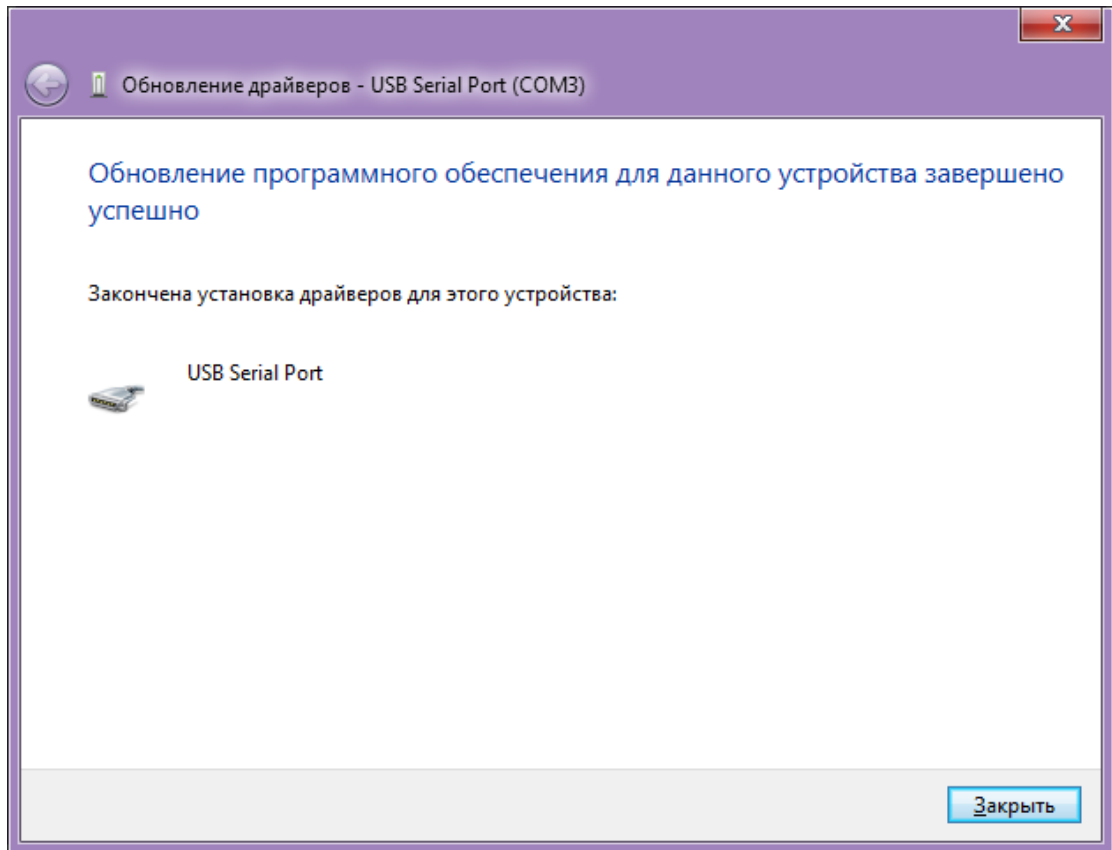 Обновление драйверов - USB Serial Port (COM3)
Обновление программного обеспечения для данного устройства завершено
успешно
Закончена установка драйверов для этого устройства:
USB Serial Port
Закрыть